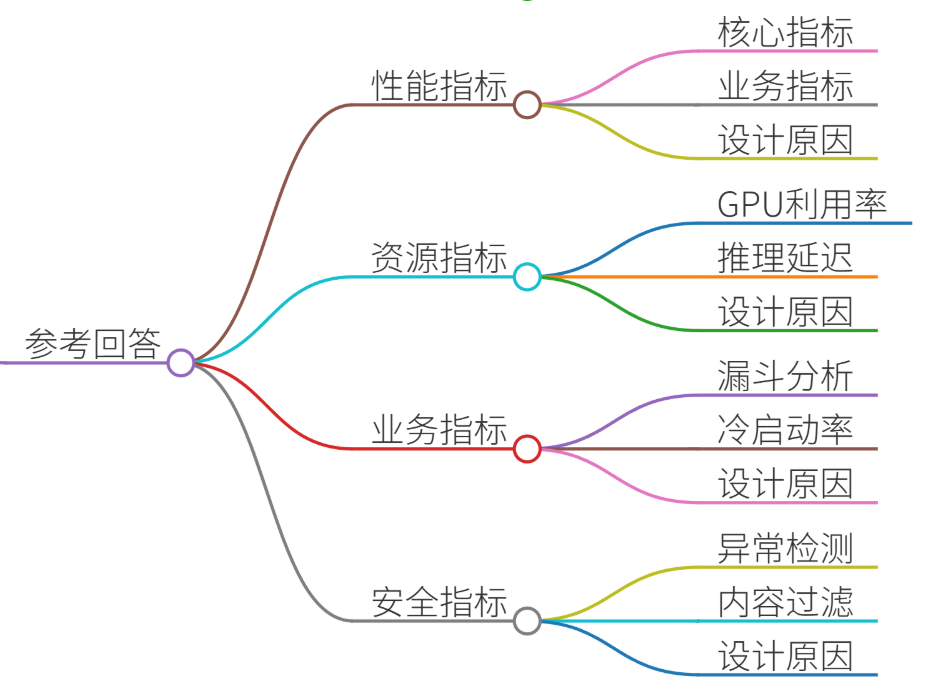 参考回答
性能指标
核心指标
业务指标
设计原因
资源指标
GPU利用率
推理延迟
设计原因
业务指标
漏斗分析
冷启动率
设计原因
安全指标
异常检测
内容过滤
设计原因